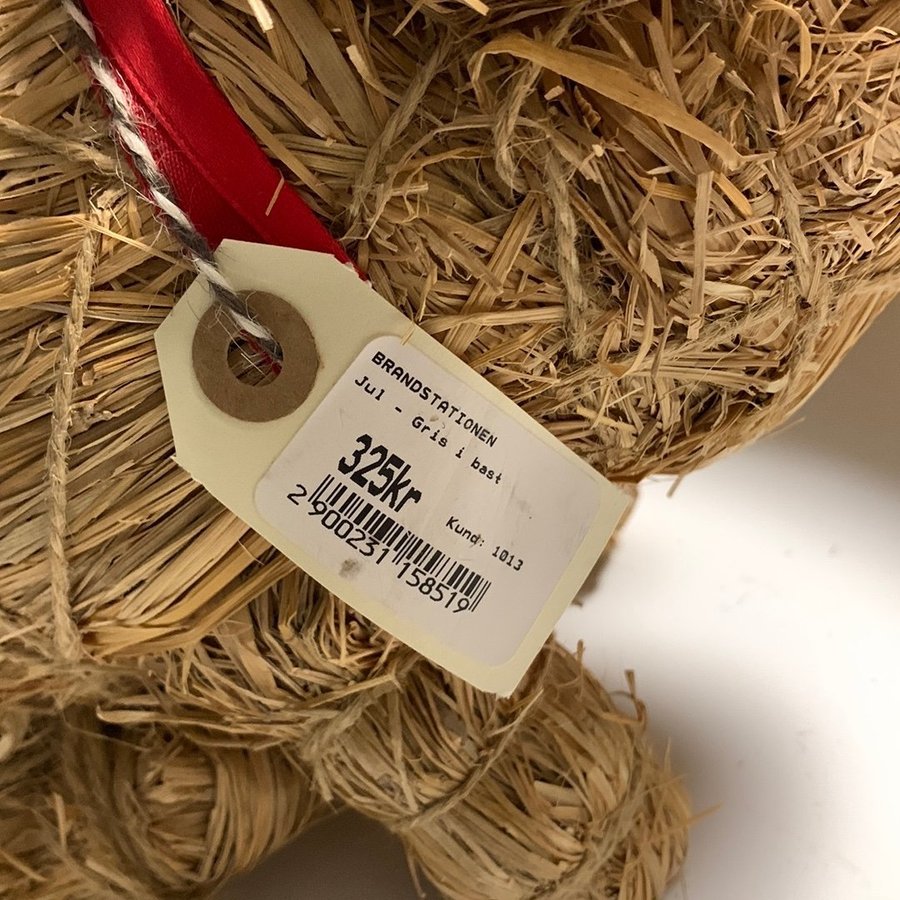 BRANDSTATIONEN
Jul - Gris i bast
325kr
Kund: 1013
2 900231 158519